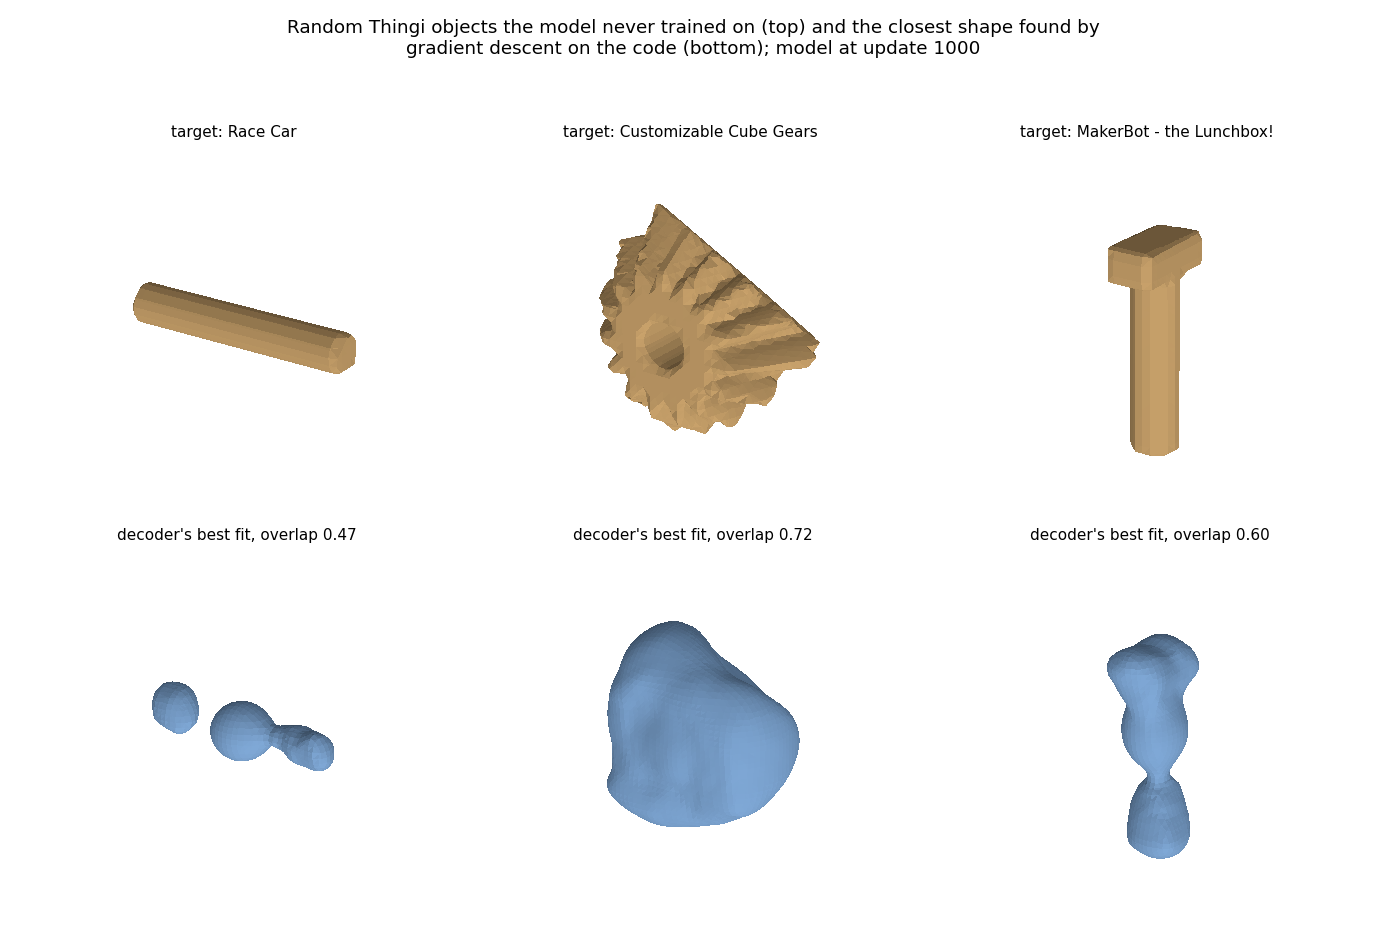 Random Thingi objects the model never trained on (top) and the closest shape found by
gradient descent on the code (bottom); model at update 1000
target: Race Car
target: Customizable Cube Gears
target: MakerBot - the Lunchbox!
decoder's best fit, overlap 0.47
decoder's best fit, overlap 0.72
decoder's best fit, overlap 0.60